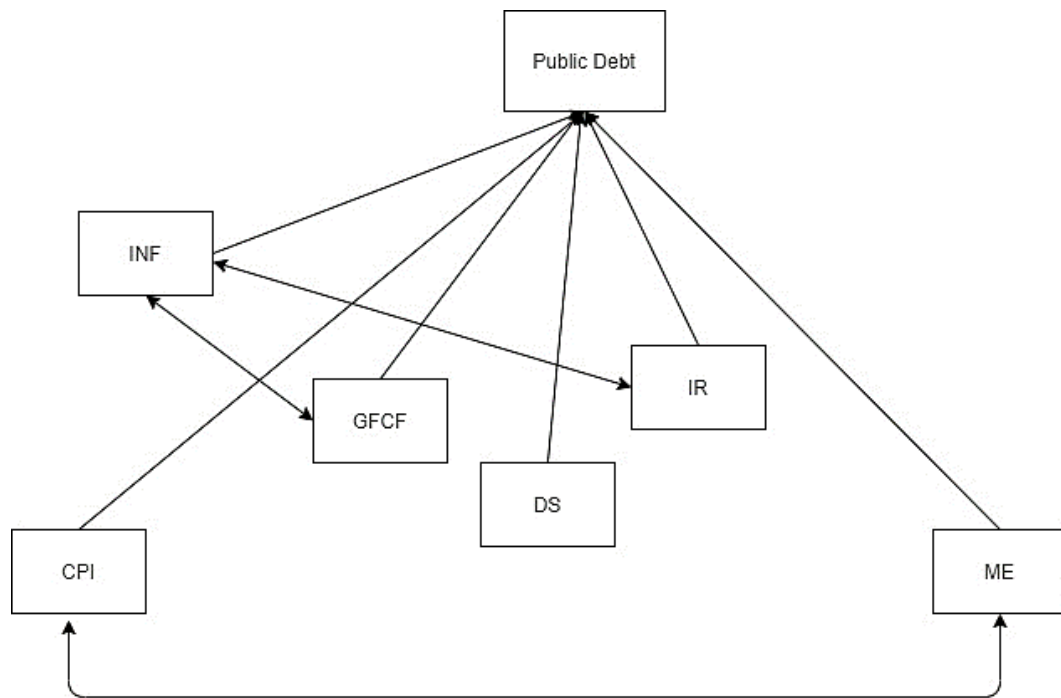 Public Debt
INF
IR
GFCF
DS
CPI
ME